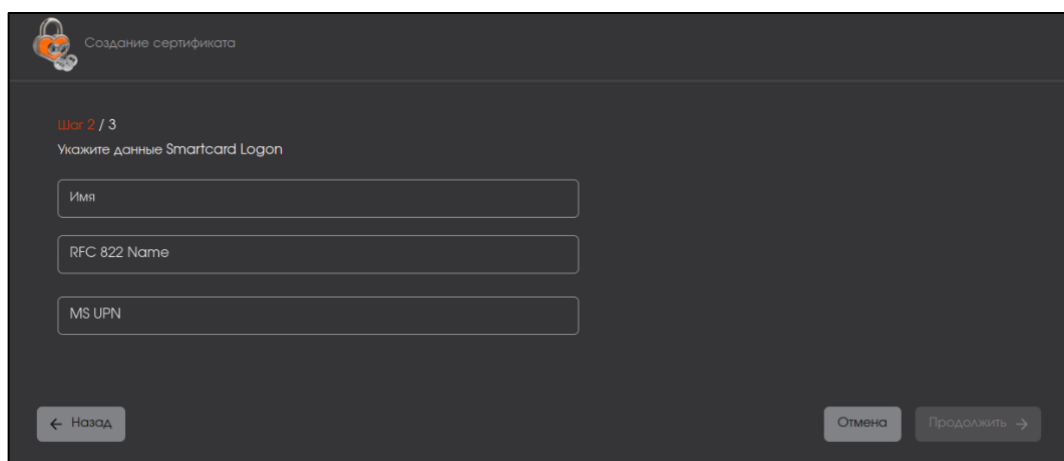 Создание сертификата
Шаг 2 / 3
Укажите данные Smartcard Logon
Имя
RFC 822 Name
MS UPN
← Назад
Отмена
Продолжить →